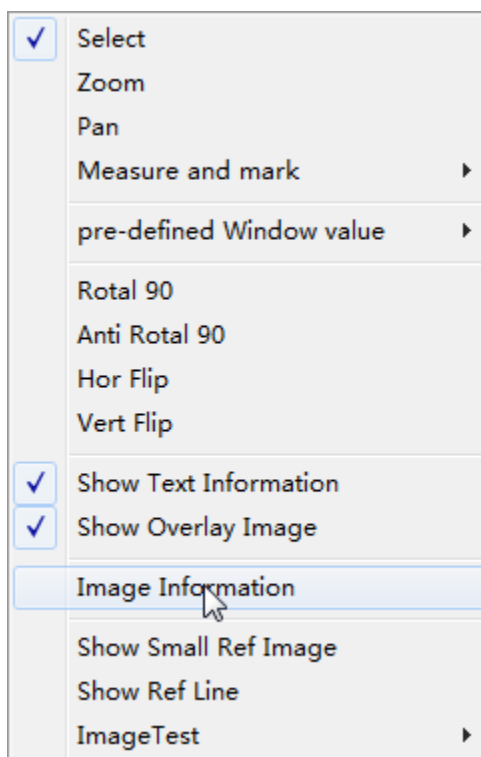 Select
Zoom
Pan
Measure and mark
pre-defined Window value
Rotal 90
Anti Rotal 90
Hor Flip
Vert Flip
Show Text Information
Show Overlay Image
Image Information
Show Small Ref Image
Show Ref Line
ImageTest